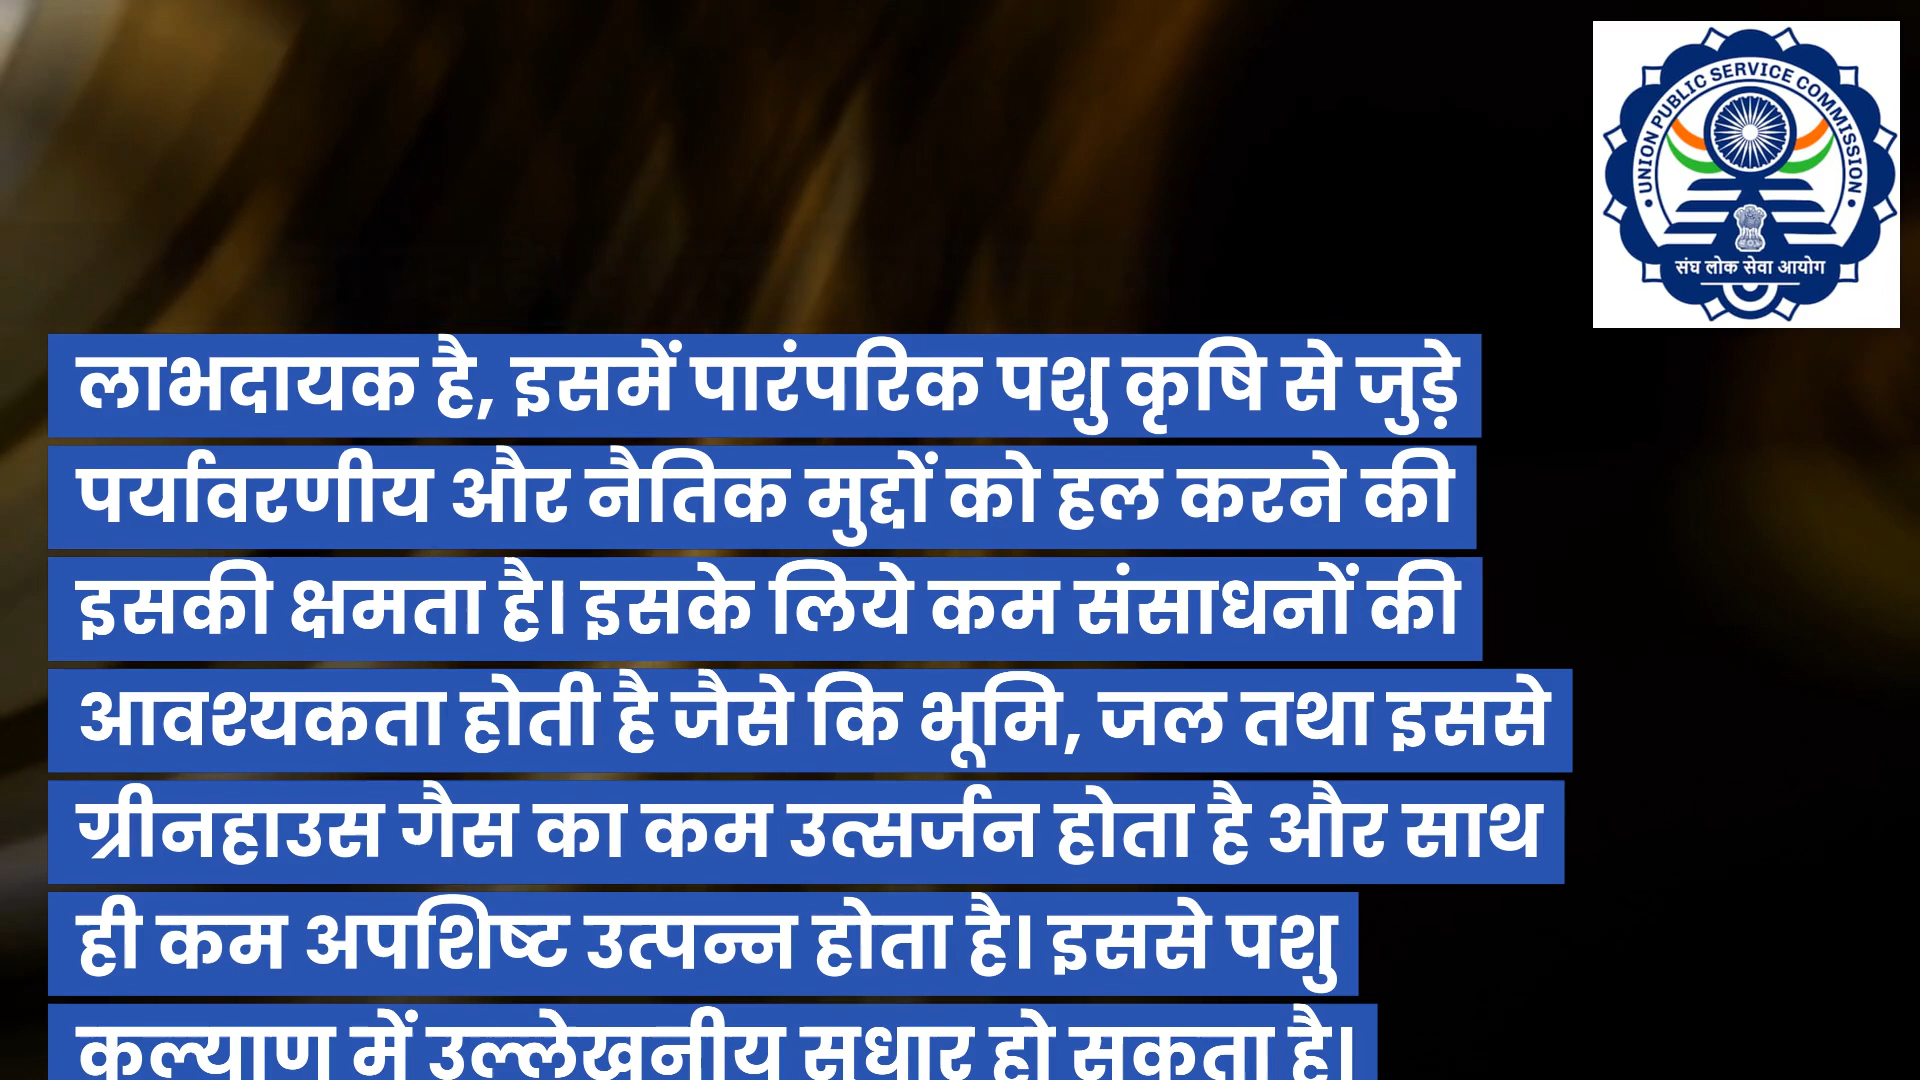 UNION PUBLIC SERVICE COMMISSION
संघ लोक सेवा आयोग
लाभदायक है, इसमें पारंपरिक पशु कृषि से जुड़े
पर्यावरणीय और नैतिक मुद्दों को हल करने की
इसकी क्षमता है। इसके लिये कम संसाधनों की
आवश्यकता होती है जैसे कि भूमि, जल तथा इससे
ग्रीनहाउस गैस का कम उत्सर्जन होता है और साथ
ही कम अपशिष्ट उत्पन्न होता है। इससे पशु
कल्याण में उल्लेखनीय सुधार हो सकता है।